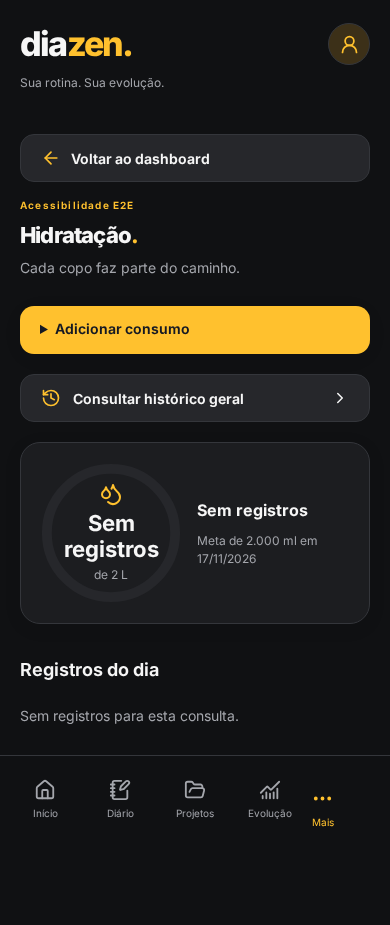 diazen.
Sua rotina. Sua evolução.
Voltar ao dashboard
Acessibilidade E2E
Hidratação.
Cada copo faz parte do caminho.
Adicionar consumo
Consultar histórico geral
Sem
registros
de 2 L
Sem registros
Meta de 2.000 ml em
17/11/2026
Registros do dia
Sem registros para esta consulta.
Início
Diário
Projetos
Evolução
Mais